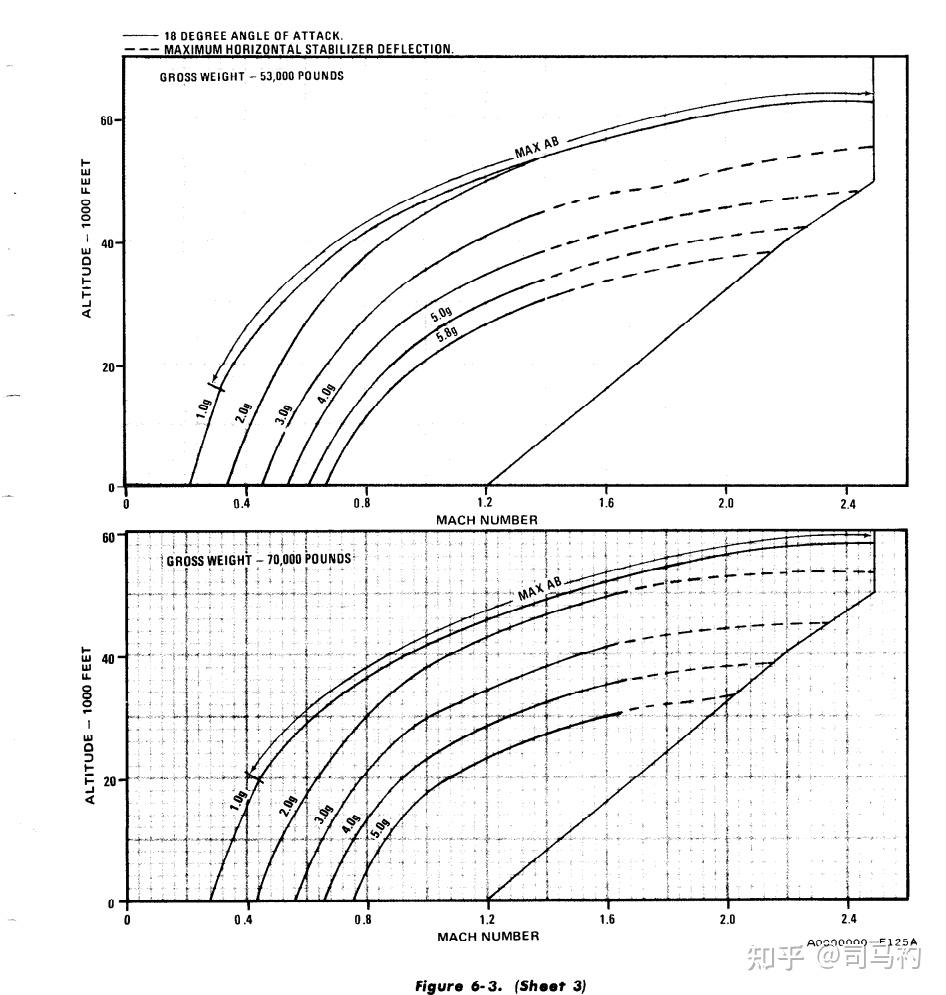 18 DEGREE ANGLE OF ATTACK.
MAXIMUM HORIZONTAL STABILIZER DEFLECTION.
GROSS WEIGHT – 53,000 POUNDS
MAX AB
60
40
20
0
ALTITUDE – 1000 FEET
1.0g
2.0g
3.0g
4.0g
5.0g
5.8g
0 0.4 0.8 1.2 1.6 2.0 2.4
MACH NUMBER
GROSS WEIGHT – 70,000 POUNDS
MAX AB
60
40
20
0
ALTITUDE – 1000 FEET
1.0g
2.0g
3.0g
4.0g
5.0g
0 0.4 0.8 1.2 1.6 2.0 2.4
MACH NUMBER
知乎 @司马杓
Figure 6-3. (Sheet 3)